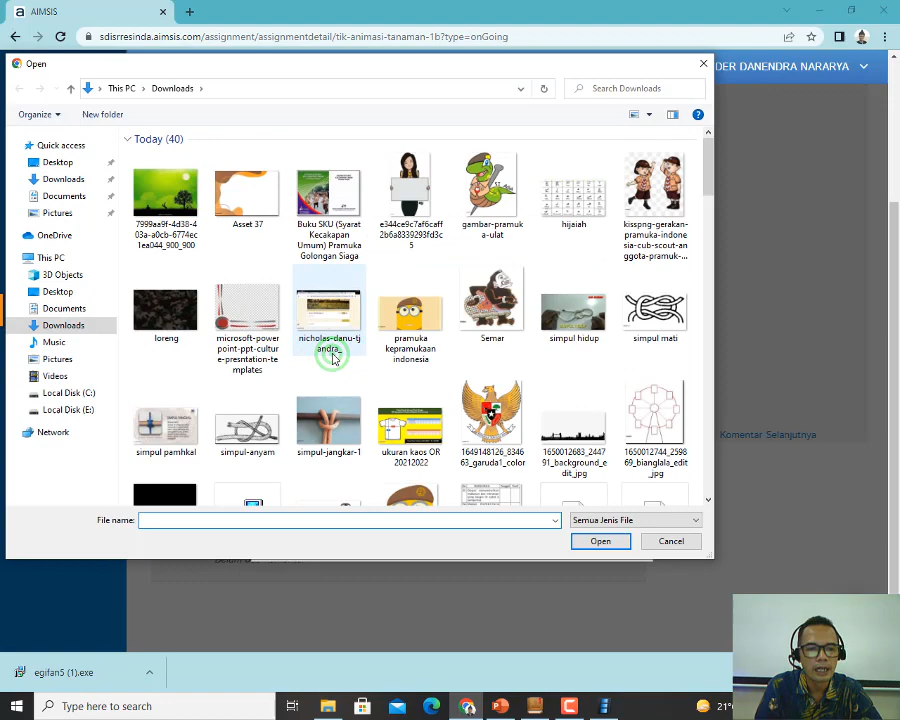 AIMSIS
sdisrresinda.aimsis.com/assignment/assignmentdetail/tik-animasi-tanaman-1b?type=onGoing
DER DANENDRA NARARYA
Open
This PC > Downloads >
Search Downloads
Organize
New folder
Quick access
Desktop
Downloads
Documents
Pictures
OneDrive
This PC
3D Objects
Desktop
Documents
Downloads
Music
Pictures
Videos
Local Disk (C:)
Local Disk (E:)
Network
Today (40)
7999aa9f-4d38-4
03a-a0cb-6774ec
1ea044_900_900
Asset 37
Buku SKU (Syarat
Kecakapan
Umum) Pramuka
Golongan Siaga
e344ce9c7af6caff
2b6a8339293fd3c
5
gambar-pramuk
a-ulat
hijaiah
kisspng-gerakan-
pramuka-indone
sia-cub-scout-an
ggota-pramuk-...
loreng
microsoft-power
point-ppt-cultur
e-presntation-te
mplates
nicholas-danu-tj
andra_
pramuka
kepramukaan
indonesia
Semar
simpul hidup
simpul mati
simpul pamhkal
simpul-anyam
simpul-jangkar-1
ukuran kaos OR
20212022
1649148126_8346
63_garuda1_color
1650012683_2447
91_background_e
dit_jpg
1650012744_2598
69_bianglala_edit
_jpg
File name:
Semua Jenis File
Open
Cancel
Komentar Selanjutnya
egifan5 (1).exe
Type here to search